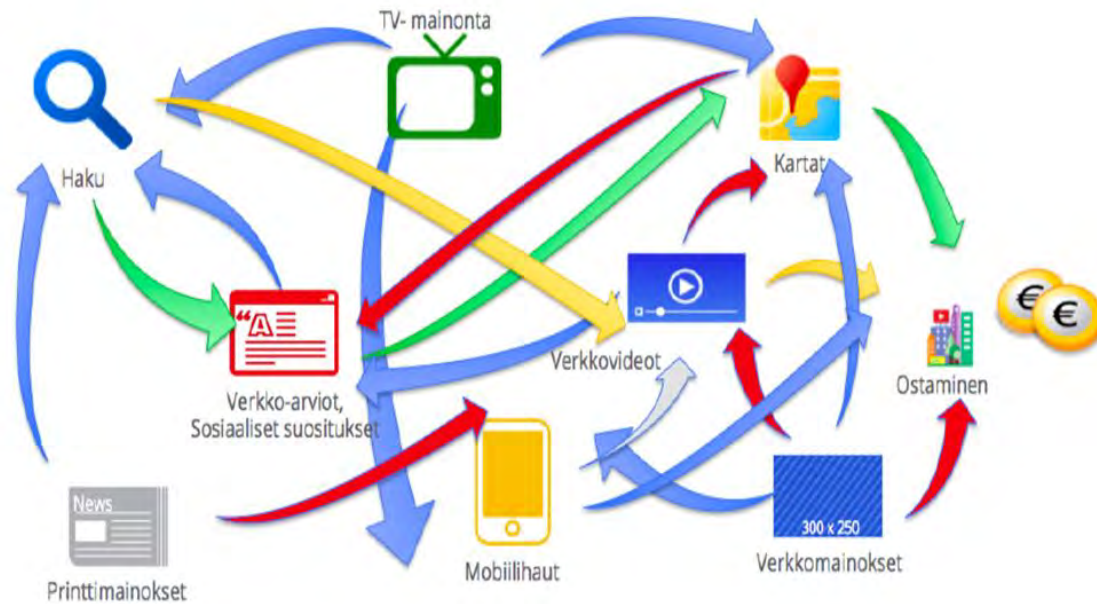 TV- mainonta
Haku
Kartat
“A
Verkko-arviot,
Sosiaaliset suositukset
Verkkovideot
€
€
Ostaminen
News
Printtimainokset
Mobiilihaut
300 x 250
Verkkomainokset